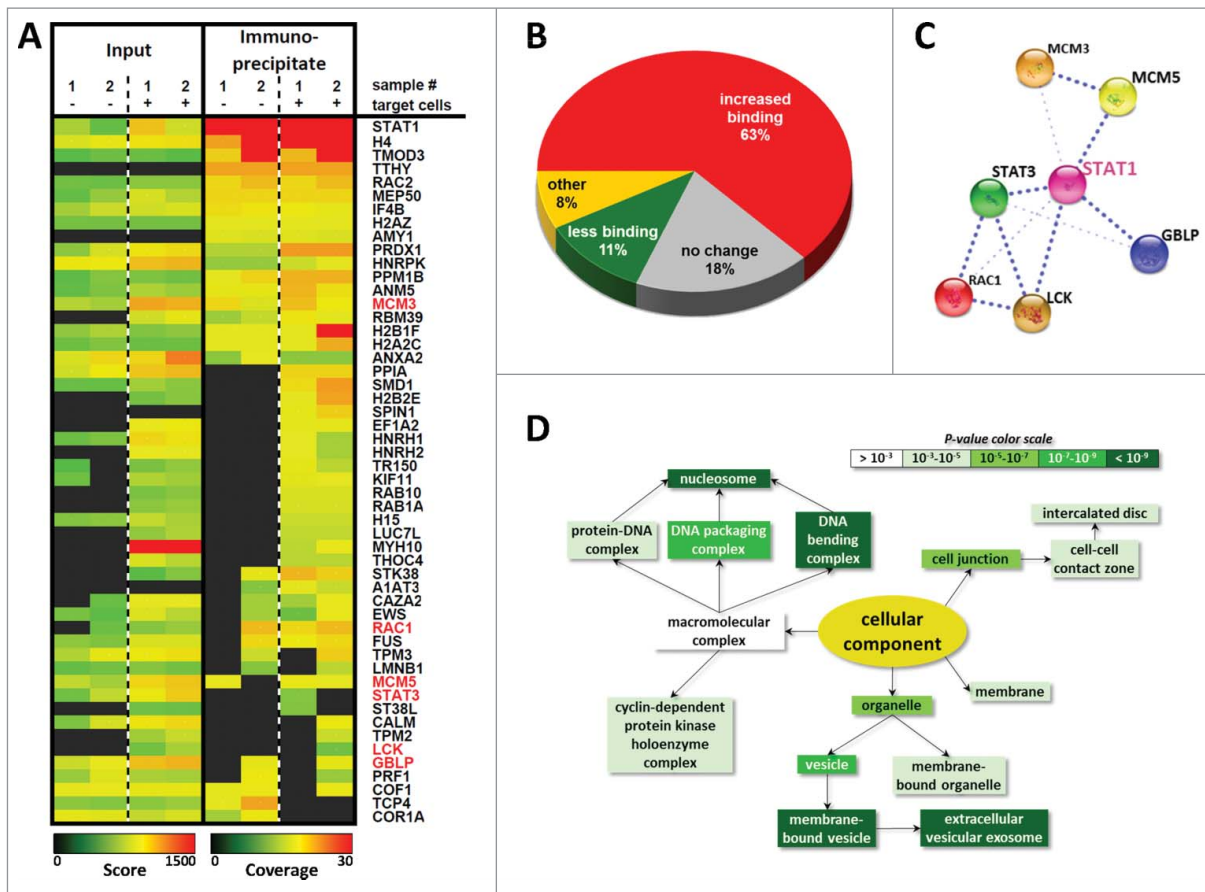 A
Input
Immuno-
precipitate
1 2 1 2 1 2 1 2 sample #
- - + + - - + + target cells
STAT1
H4
TMOD3
TTHY
RAC2
MEP50
IF4B
H2AZ
AMY1
PRDX1
HNRPK
PPM1B
ANM5
MCM3
RBM39
H2B1F
H2A2C
ANXA2
PPIA
SMD1
H2B2E
SPIN1
EF1A2
HNRH1
HNRH2
TR150
KIF11
RAB10
RAB1A
H15
LUC7L
MYH10
THOC4
STK38
A1AT3
CAZA2
EWS
RAC1
FUS
TPM3
LMNB1
MCM5
STAT3
ST38L
CALM
TPM2
LCK
GBLP
PRF1
COF1
TCP4
COR1A
0 1500
Score
0 30
Coverage
B
increased
binding
63%
other
8%
less binding
11%
no change
18%
C
MCM3
MCM5
STAT3
STAT1
GBLP
RAC1
LCK
D
P-value color scale
> 10-3 10-3-10-5 10-5-10-7 10-7-10-9 < 10-9
nucleosome
protein-DNA
complex
DNA packaging
complex
DNA
bending
complex
intercalated disc
cell junction
cell-cell
contact zone
macromolecular
complex
cellular
component
cyclin-dependent
protein kinase
holoenzyme
complex
organelle
membrane
vesicle
membrane-
bound organelle
membrane-
bound vesicle
extracellular
vesicular exosome